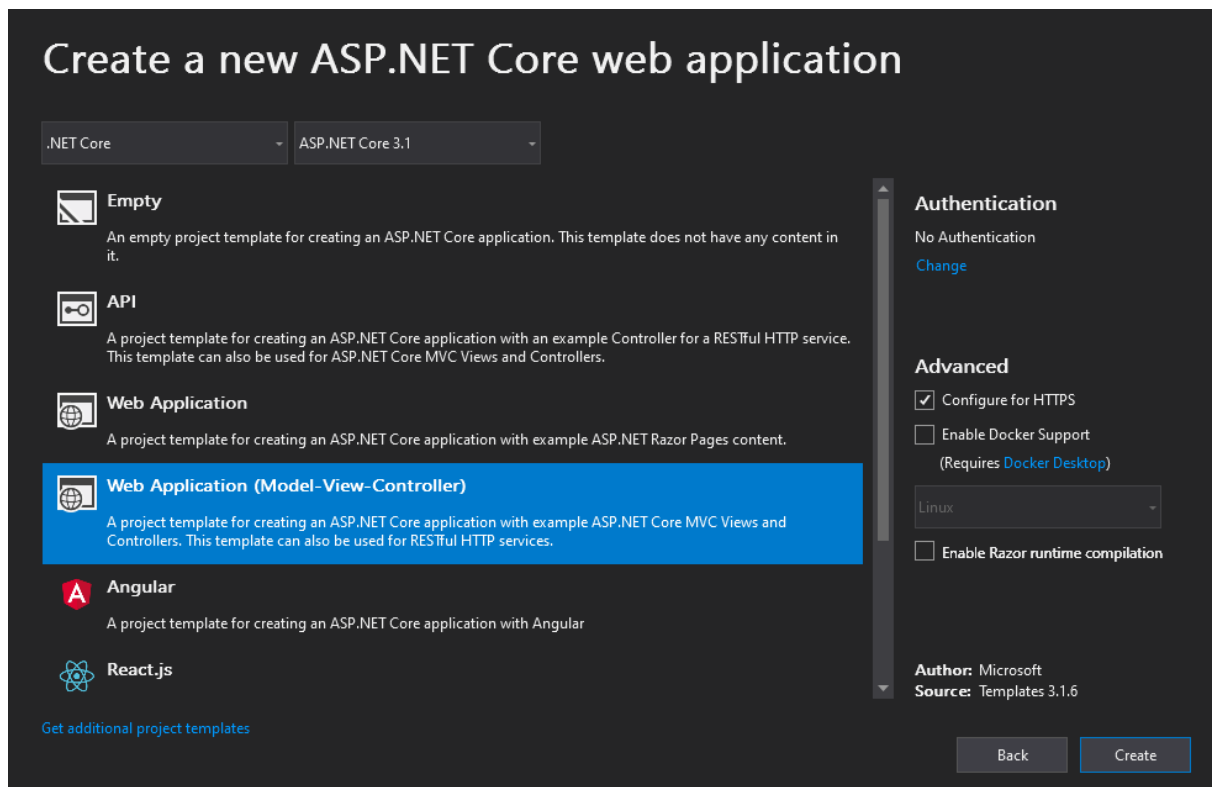 Create a new ASP.NET Core web application
.NET Core
ASP.NET Core 3.1
Empty
An empty project template for creating an ASP.NET Core application. This template does not have any content in
it.
API
A project template for creating an ASP.NET Core application with an example Controller for a RESTful HTTP service.
This template can also be used for ASP.NET Core MVC Views and Controllers.
Web Application
A project template for creating an ASP.NET Core application with example ASP.NET Razor Pages content.
Web Application (Model-View-Controller)
A project template for creating an ASP.NET Core application with example ASP.NET Core MVC Views and
Controllers. This template can also be used for RESTful HTTP services.
Angular
A project template for creating an ASP.NET Core application with Angular
React.js
Get additional project templates
Authentication
No Authentication
Change
Advanced
Configure for HTTPS
Enable Docker Support
(Requires Docker Desktop)
Linux
Enable Razor runtime compilation
Author: Microsoft
Source: Templates 3.1.6
Back
Create